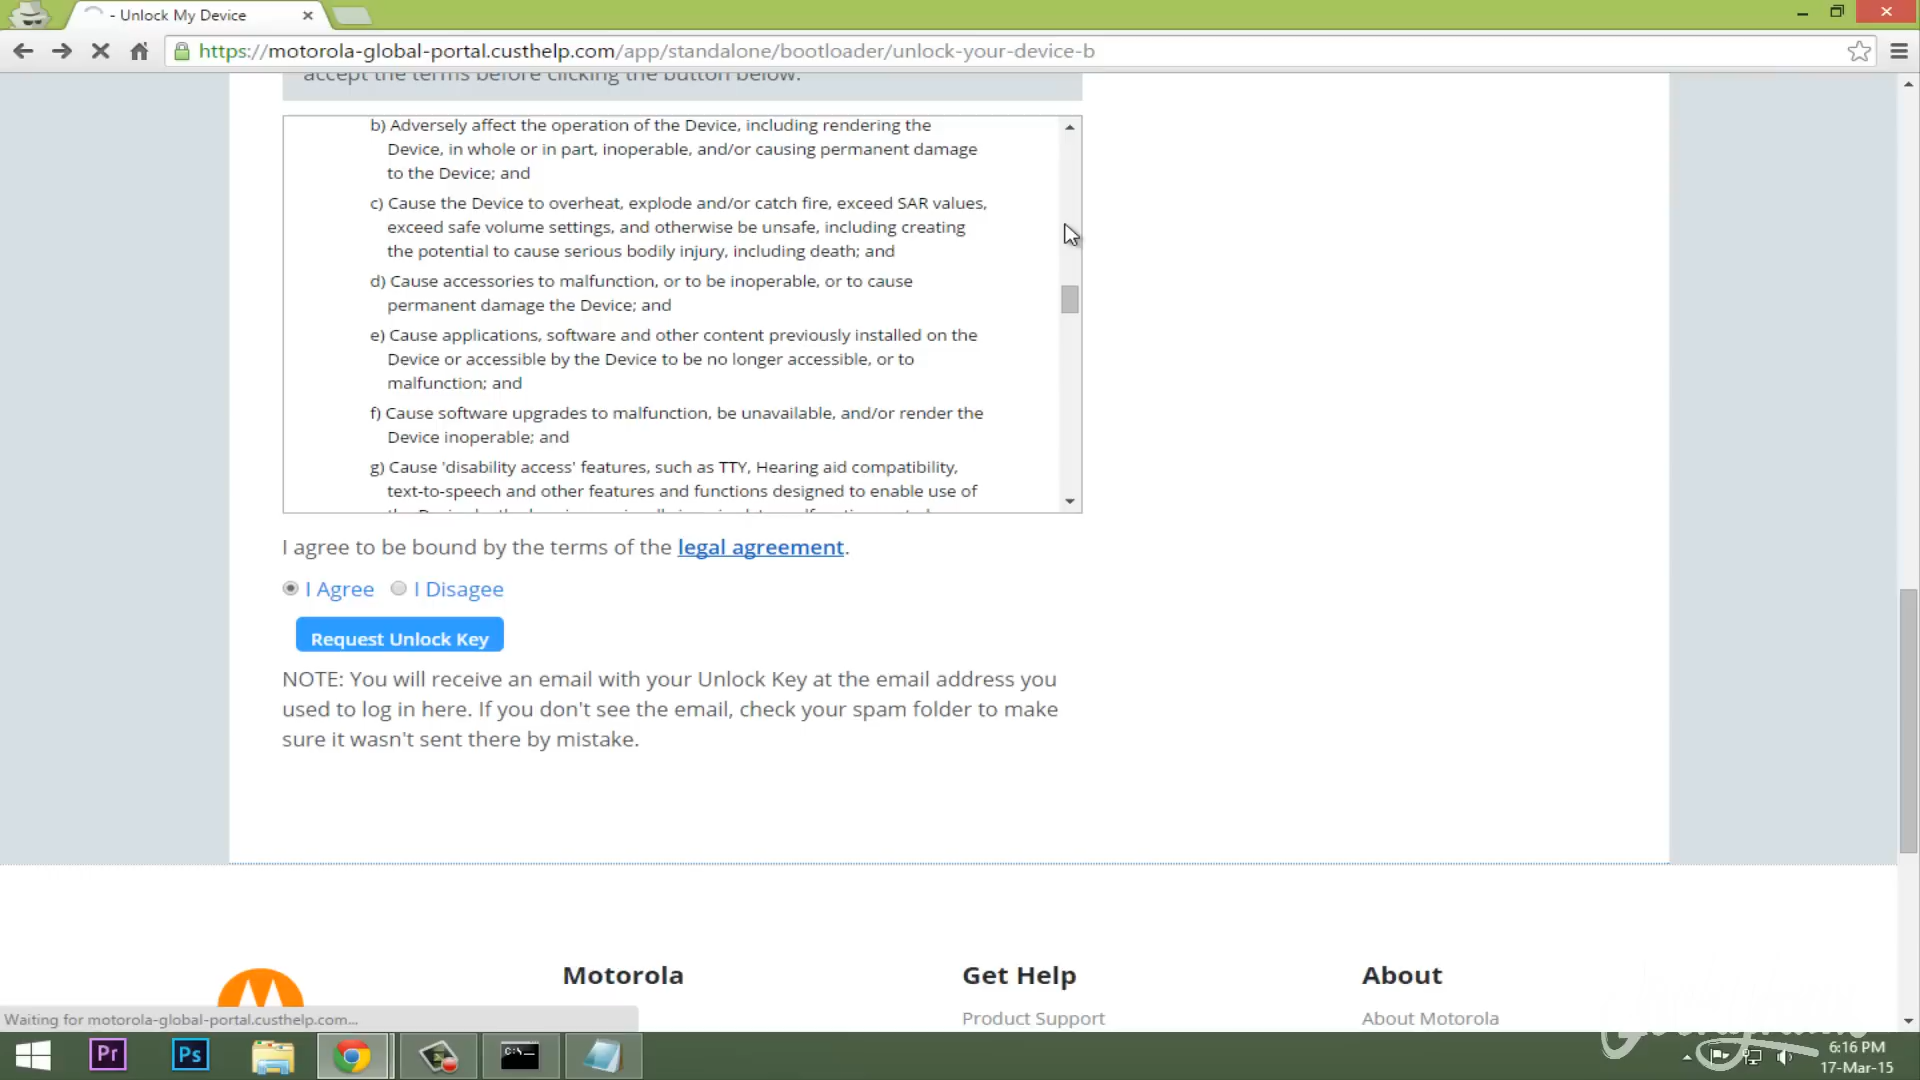 - Unlock My Device
https://motorola-global-portal.custhelp.com/app/standalone/bootloader/unlock-your-device-b
accept the terms before clicking the button below.
b) Adversely affect the operation of the Device, including rendering the
Device, in whole or in part, inoperable, and/or causing permanent damage
to the Device; and
c) Cause the Device to overheat, explode and/or catch fire, exceed SAR values,
exceed safe volume settings, and otherwise be unsafe, including creating
the potential to cause serious bodily injury, including death; and
d) Cause accessories to malfunction, or to be inoperable, or to cause
permanent damage the Device; and
e) Cause applications, software and other content previously installed on the
Device or accessible by the Device to be no longer accessible, or to
malfunction; and
f) Cause software upgrades to malfunction, be unavailable, and/or render the
Device inoperable; and
g) Cause 'disability access' features, such as TTY, Hearing aid compatibility,
text-to-speech and other features and functions designed to enable use of
I agree to be bound by the terms of the legal agreement.
I Agree I Disagee
Request Unlock Key
NOTE: You will receive an email with your Unlock Key at the email address you
used to log in here. If you don't see the email, check your spam folder to make
sure it wasn't sent there by mistake.
Motorola Get Help About
Product Support About Motorola
Waiting for motorola-global-portal.custhelp.com...
Pr Ps C:\
6:16 PM
17-Mar-15